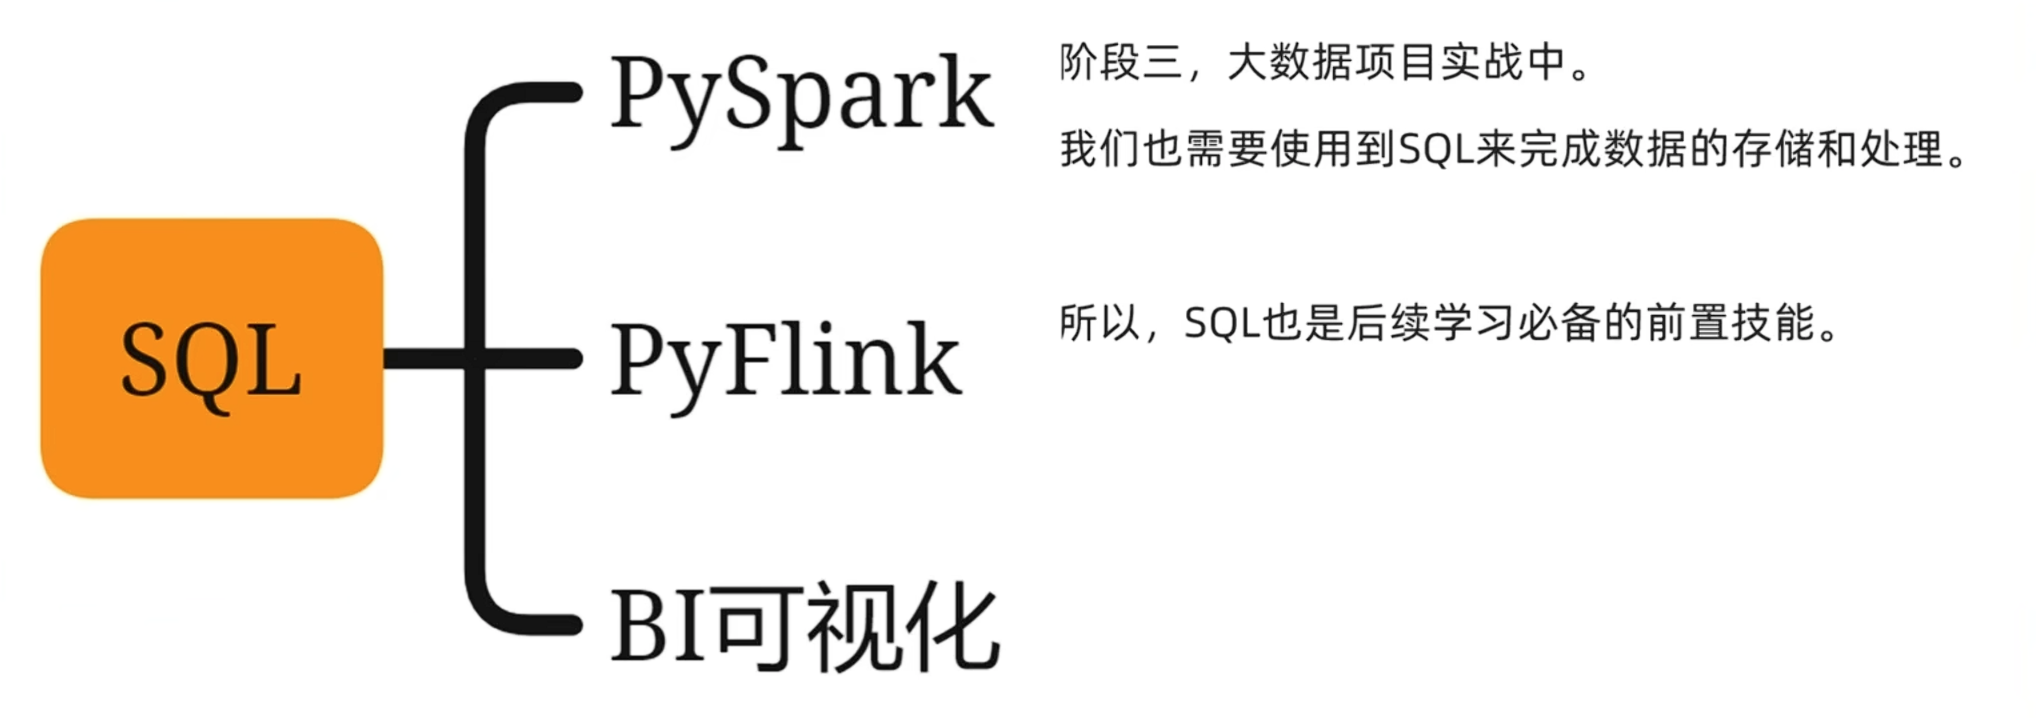 SQL
PySpark
PyFlink
BI可视化
阶段三，大数据项目实战中。
我们也需要使用到SQL来完成数据的存储和处理。
所以，SQL也是后续学习必备的前置技能。